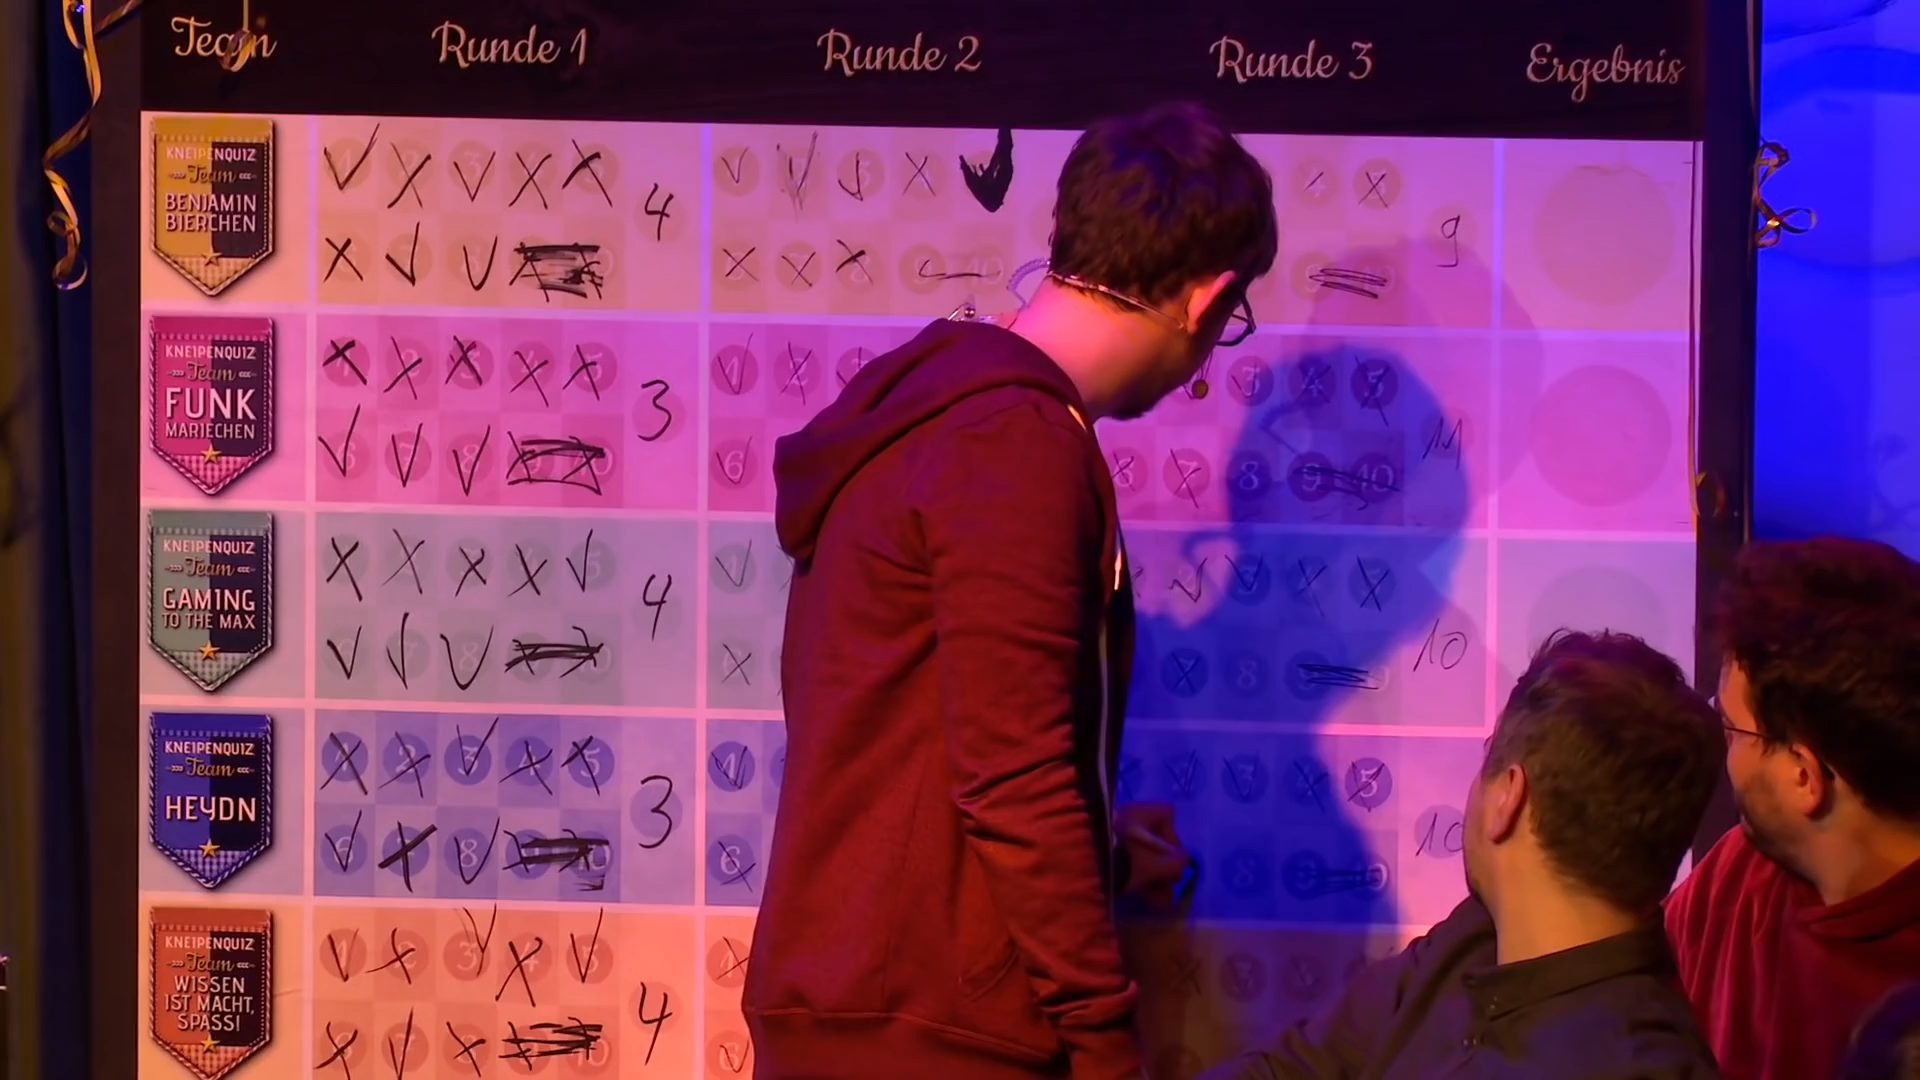 Team Runde 1 Runde 2 Runde 3 Ergebnis
KNEIPENQUIZ
Team
BENJAMIN
BIERCHEN
4
9
KNEIPENQUIZ
Team
FUNK
MARIECHEN
3
11
KNEIPENQUIZ
Team
GAMING
TO THE MAX
4
10
KNEIPENQUIZ
Team
HEYDN
3
10
KNEIPENQUIZ
Team
WISSEN
IST MACHT,
SPASS!
4